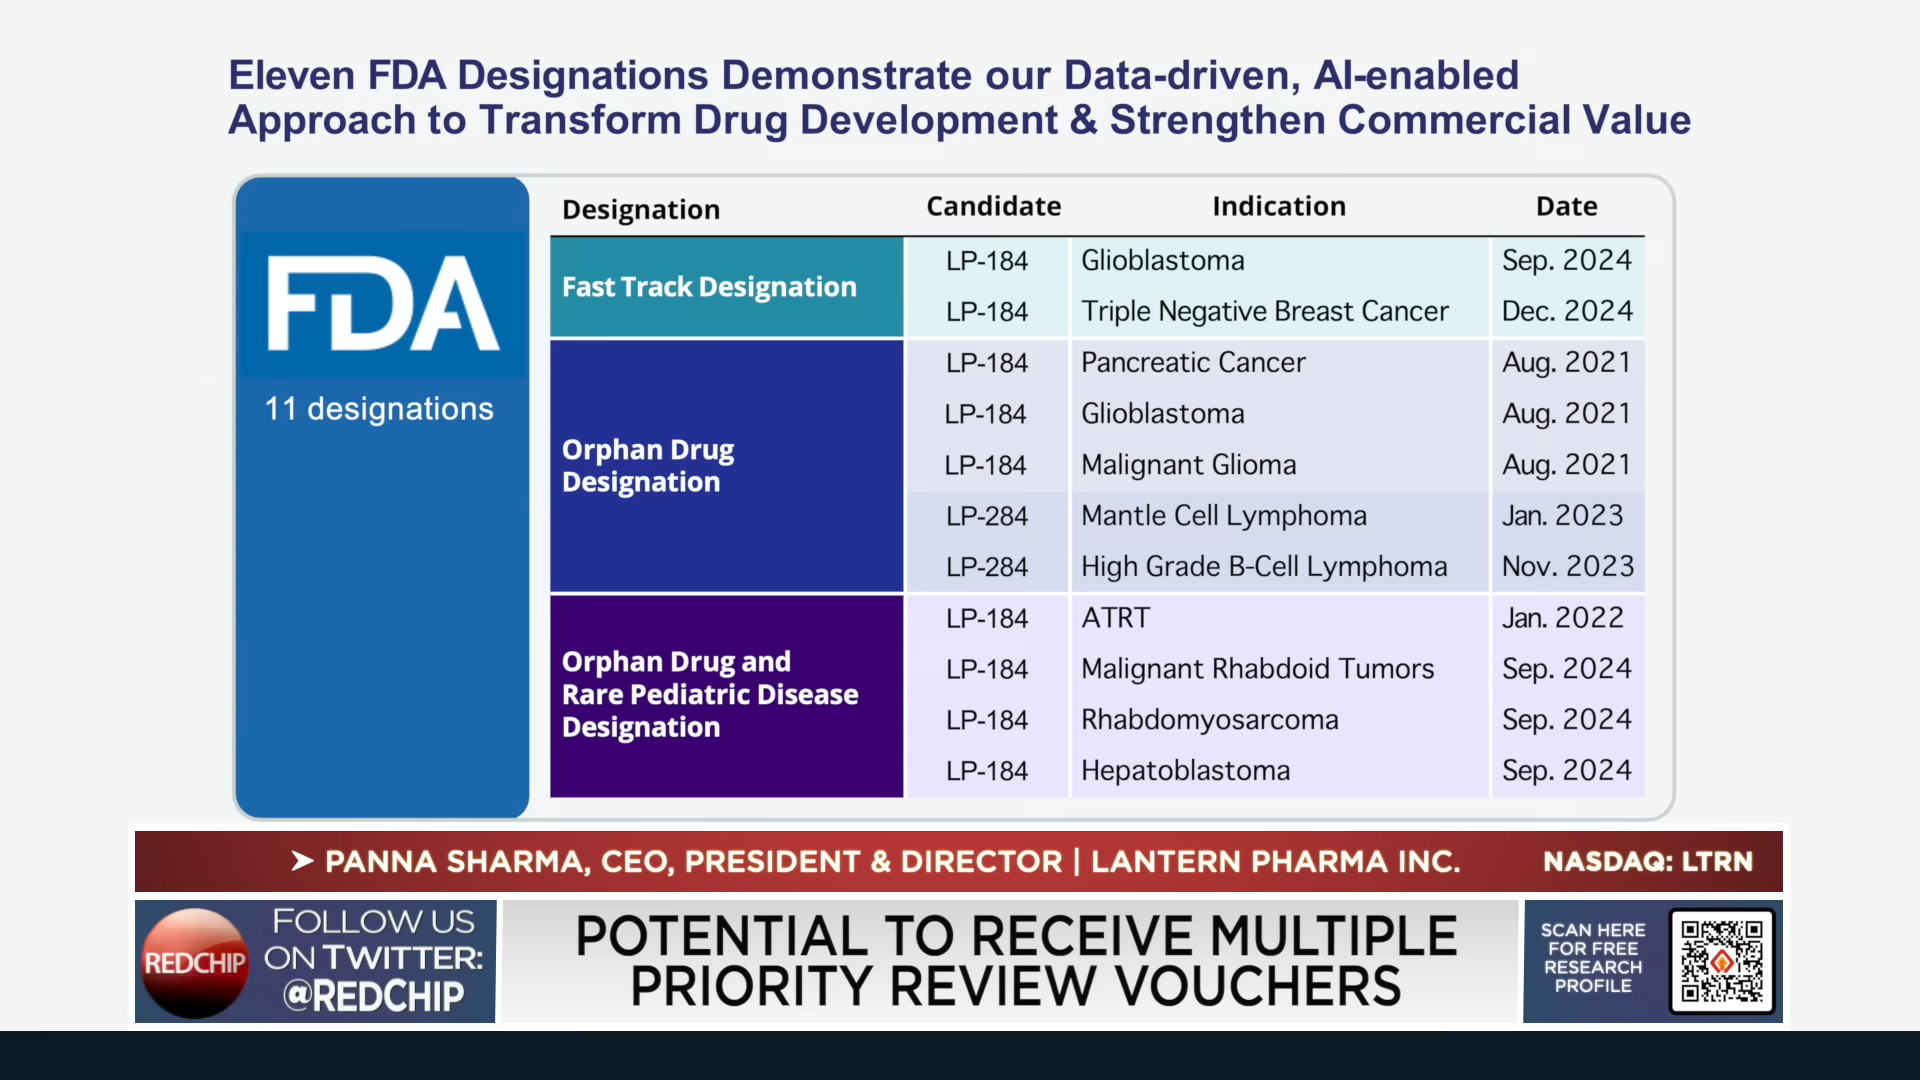 Eleven FDA Designations Demonstrate our Data-driven, AI-enabled
Approach to Transform Drug Development & Strengthen Commercial Value
FDA
11 designations
Designation Candidate Indication Date
Fast Track Designation
LP-184 Glioblastoma Sep. 2024
LP-184 Triple Negative Breast Cancer Dec. 2024
Orphan Drug
Designation
LP-184 Pancreatic Cancer Aug. 2021
LP-184 Glioblastoma Aug. 2021
LP-184 Malignant Glioma Aug. 2021
LP-284 Mantle Cell Lymphoma Jan. 2023
LP-284 High Grade B-Cell Lymphoma Nov. 2023
Orphan Drug and
Rare Pediatric Disease
Designation
LP-184 ATRT Jan. 2022
LP-184 Malignant Rhabdoid Tumors Sep. 2024
LP-184 Rhabdomyosarcoma Sep. 2024
LP-184 Hepatoblastoma Sep. 2024
➤ PANNA SHARMA, CEO, PRESIDENT & DIRECTOR | LANTERN PHARMA INC. NASDAQ: LTRN
REDCHIP
FOLLOW US
ON TWITTER:
@REDCHIP
POTENTIAL TO RECEIVE MULTIPLE
PRIORITY REVIEW VOUCHERS
SCAN HERE
FOR FREE
RESEARCH
PROFILE